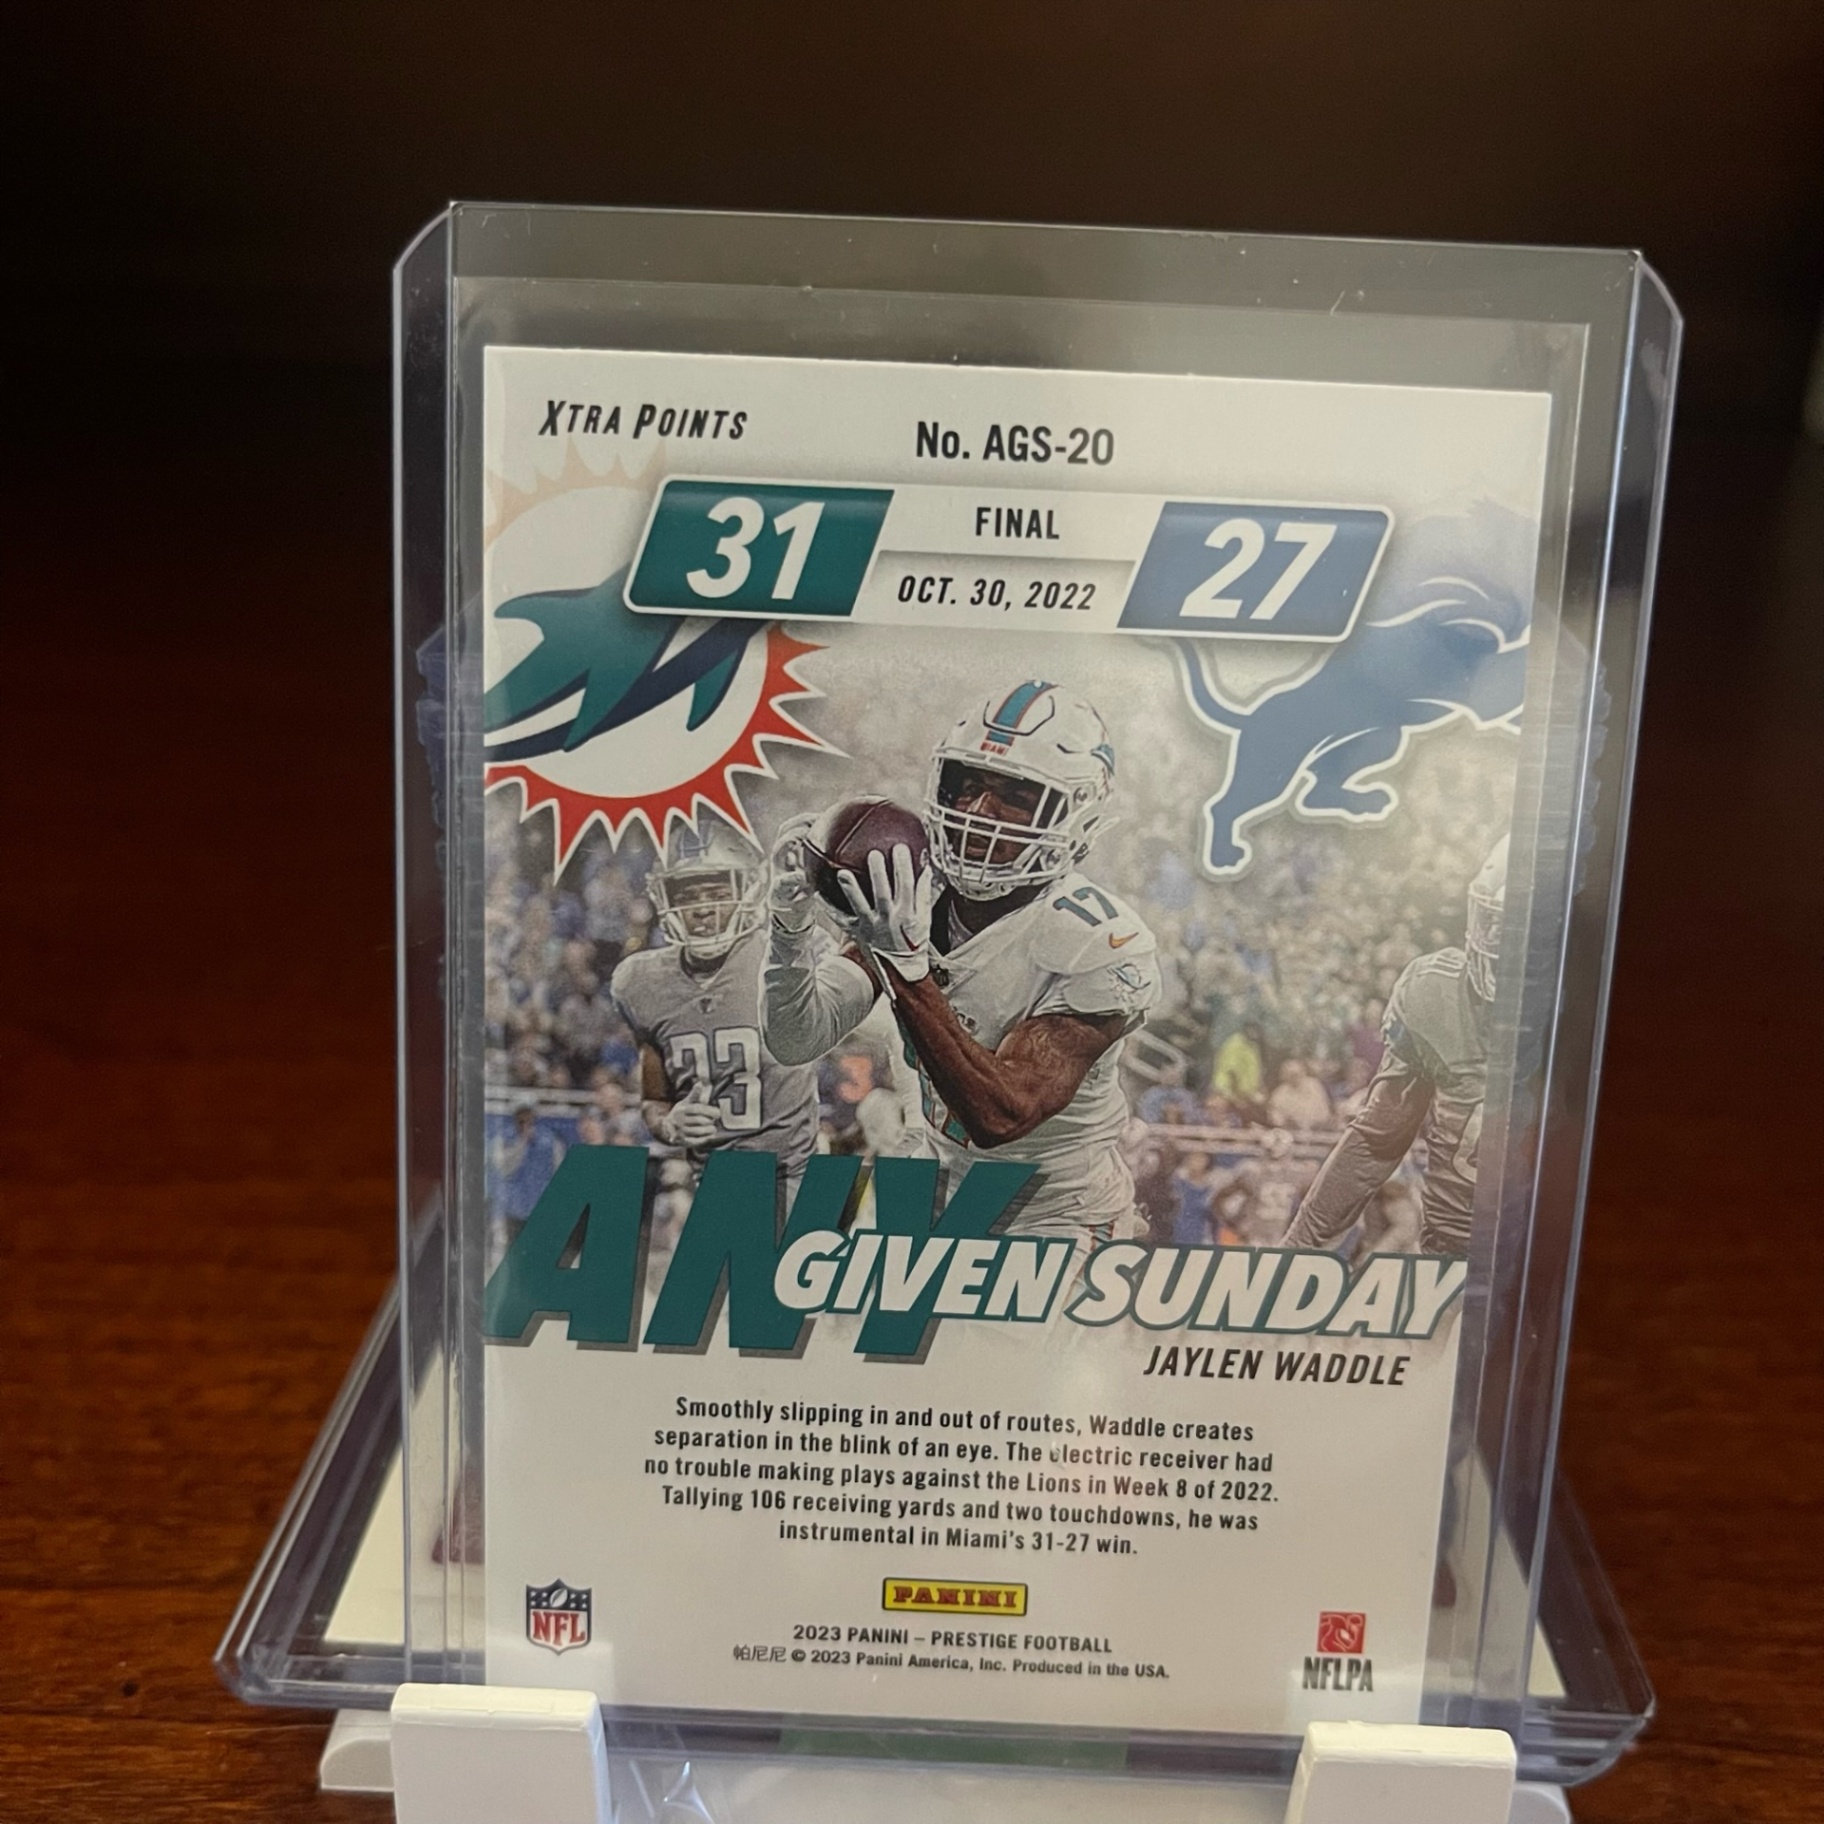 XTRA POINTS
No. AGS-20
31 FINAL 27
OCT. 30, 2022
MIAMI
17
33
ANY
GIVEN SUNDAY
JAYLEN WADDLE
Smoothly slipping in and out of routes, Waddle creates
separation in the blink of an eye. The electric receiver had
no trouble making plays against the Lions in Week 8 of 2022.
Tallying 106 receiving yards and two touchdowns, he was
instrumental in Miami's 31-27 win.
PANINI
NFL
2023 PANINI – PRESTIGE FOOTBALL
帕尼尼 © 2023 Panini America, Inc. Produced in the USA.
NFLPA